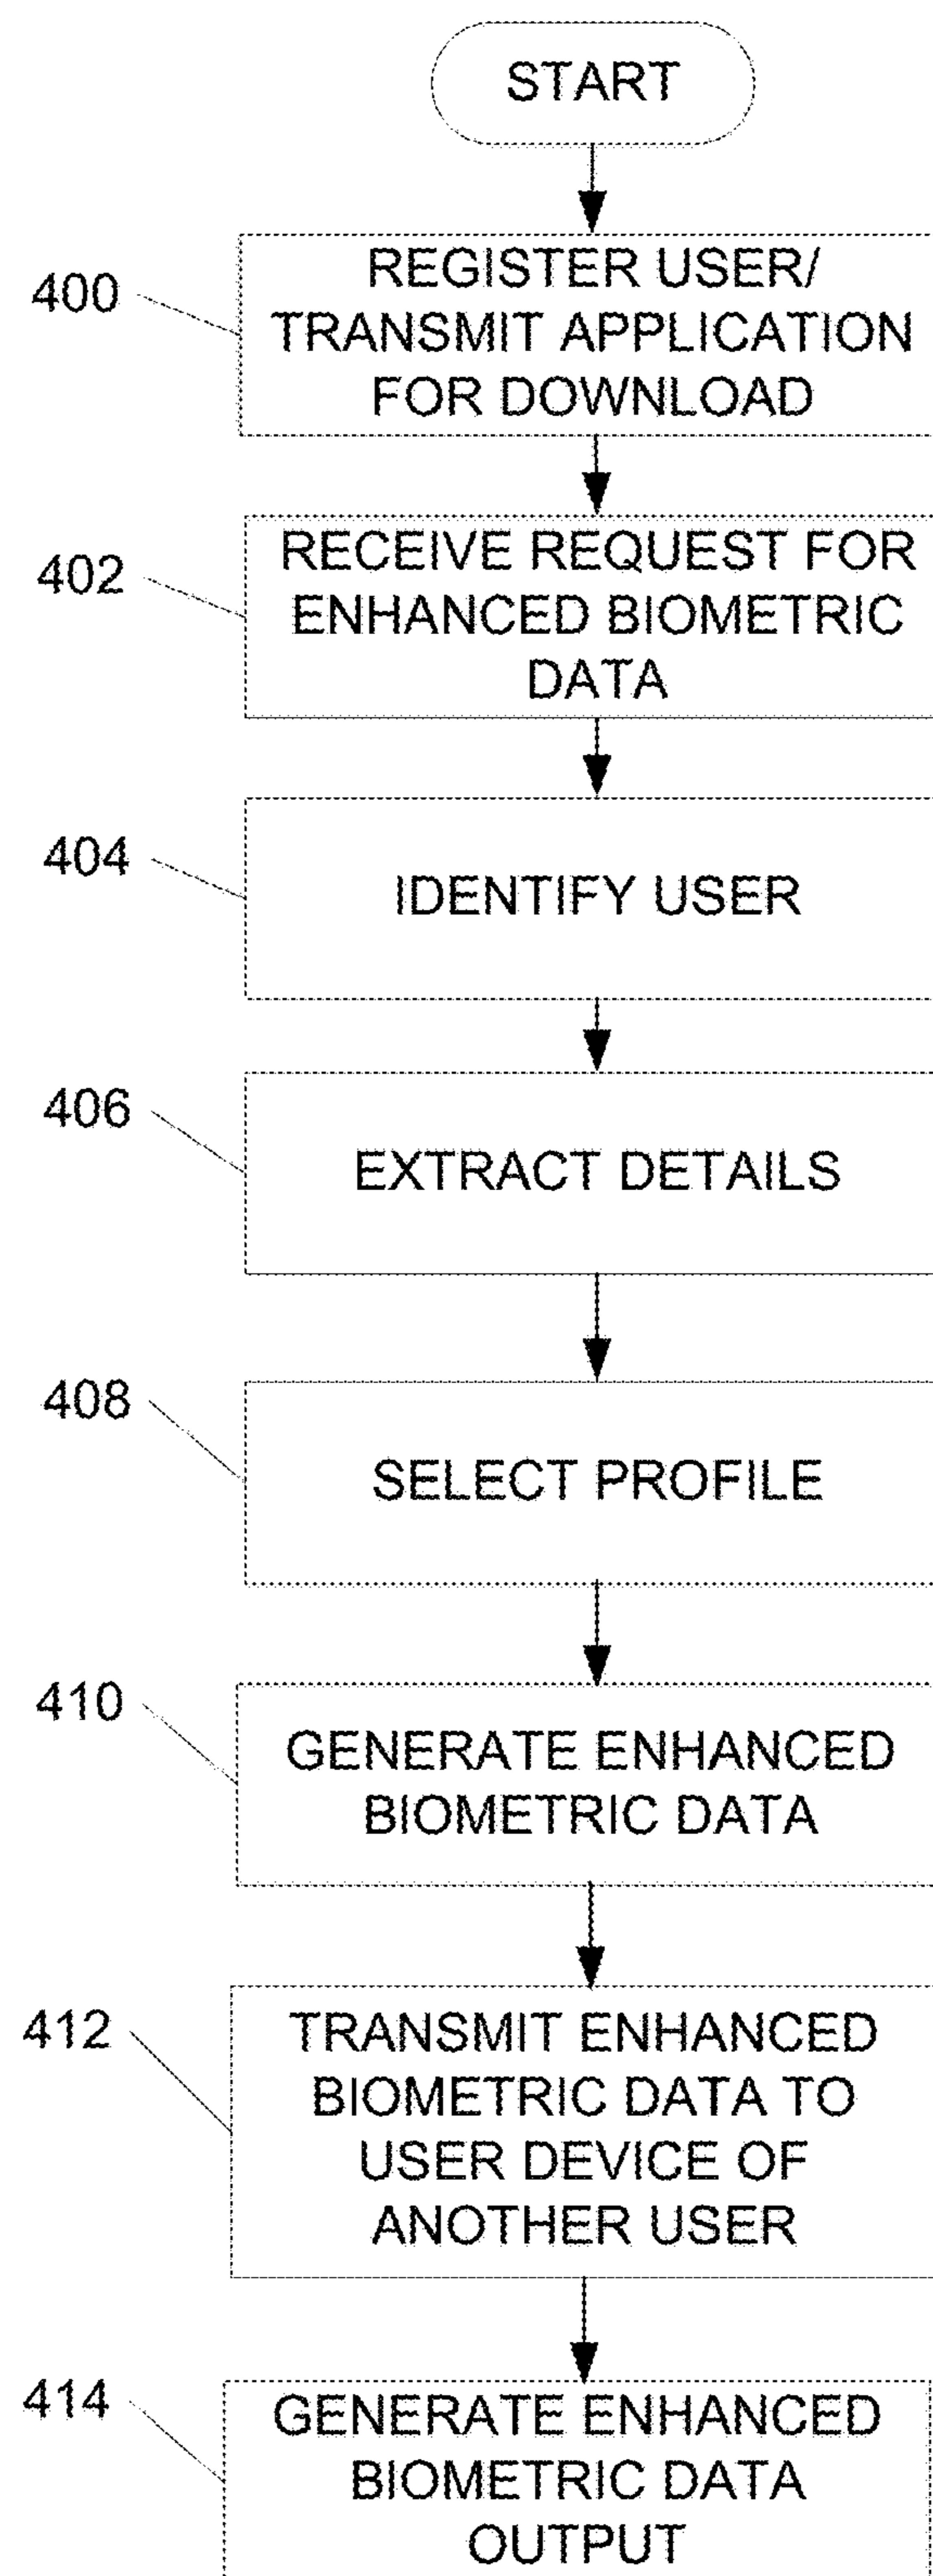 START
400
REGISTER USER/
TRANSMIT APPLICATION
FOR DOWNLOAD
402
RECEIVE REQUEST FOR
ENHANCED BIOMETRIC
DATA
404
IDENTIFY USER
406
EXTRACT DETAILS
408
SELECT PROFILE
410
GENERATE ENHANCED
BIOMETRIC DATA
412
TRANSMIT ENHANCED
BIOMETRIC DATA TO
USER DEVICE OF
ANOTHER USER
414
GENERATE ENHANCED
BIOMETRIC DATA
OUTPUT